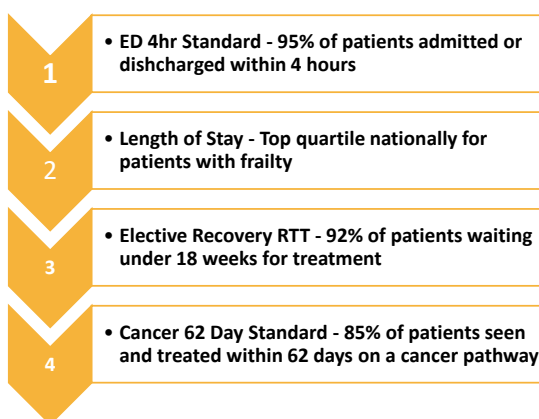 1
• ED 4hr Standard - 95% of patients admitted or
dishcharged within 4 hours
2
• Length of Stay - Top quartile nationally for
patients with frailty
3
• Elective Recovery RTT - 92% of patients waiting
under 18 weeks for treatment
4
• Cancer 62 Day Standard - 85% of patients seen
and treated within 62 days on a cancer pathway